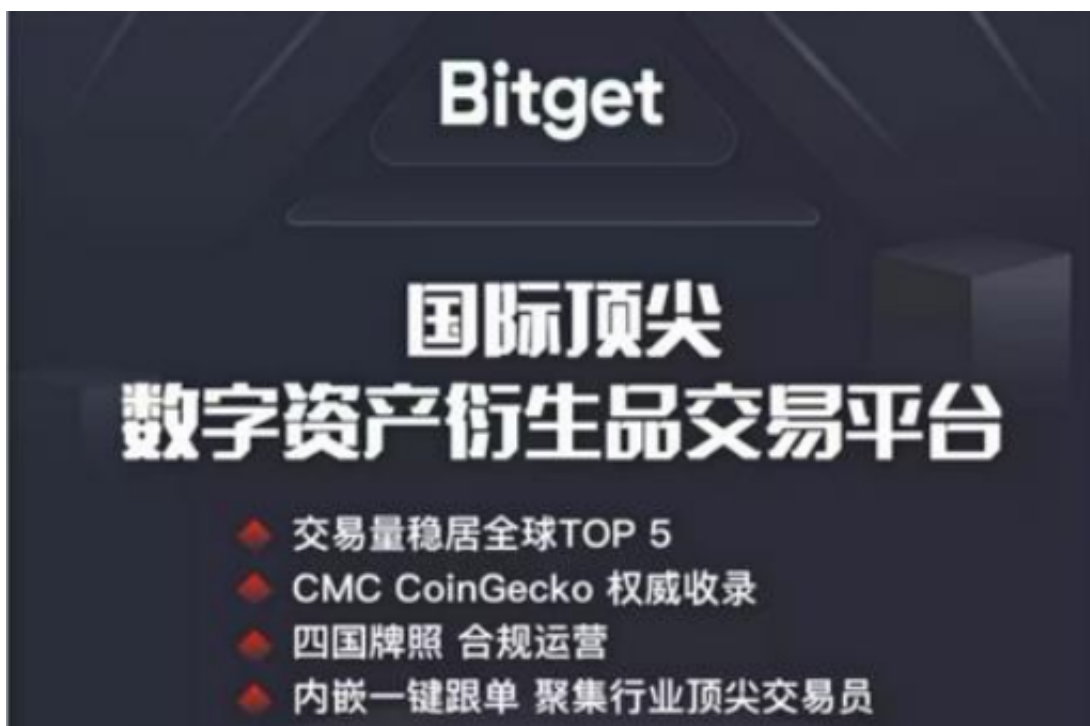 Bitget
国际顶尖
数字资产衍生品交易平台
交易量稳居全球TOP 5
CMC CoinGecko 权威收录
四国牌照 合规运营
内嵌一键跟单 聚集行业顶尖交易员